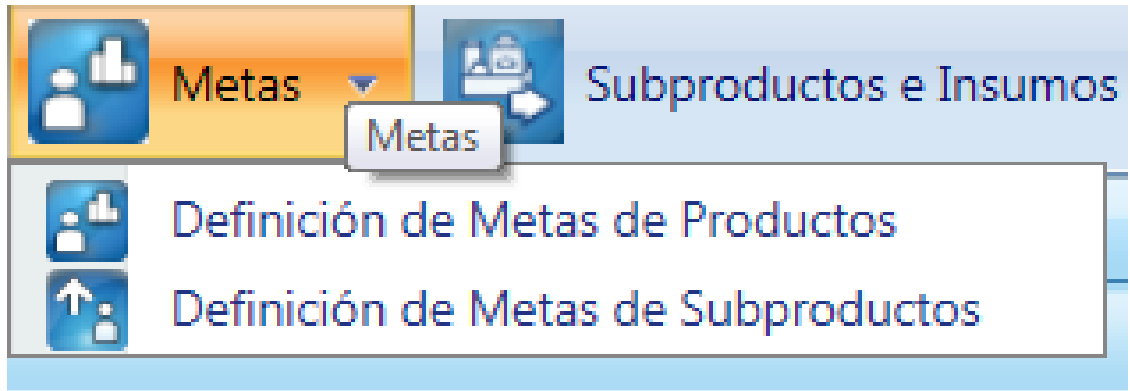 Metas Subproductos e Insumos
Metas
Definición de Metas de Productos
Definición de Metas de Subproductos